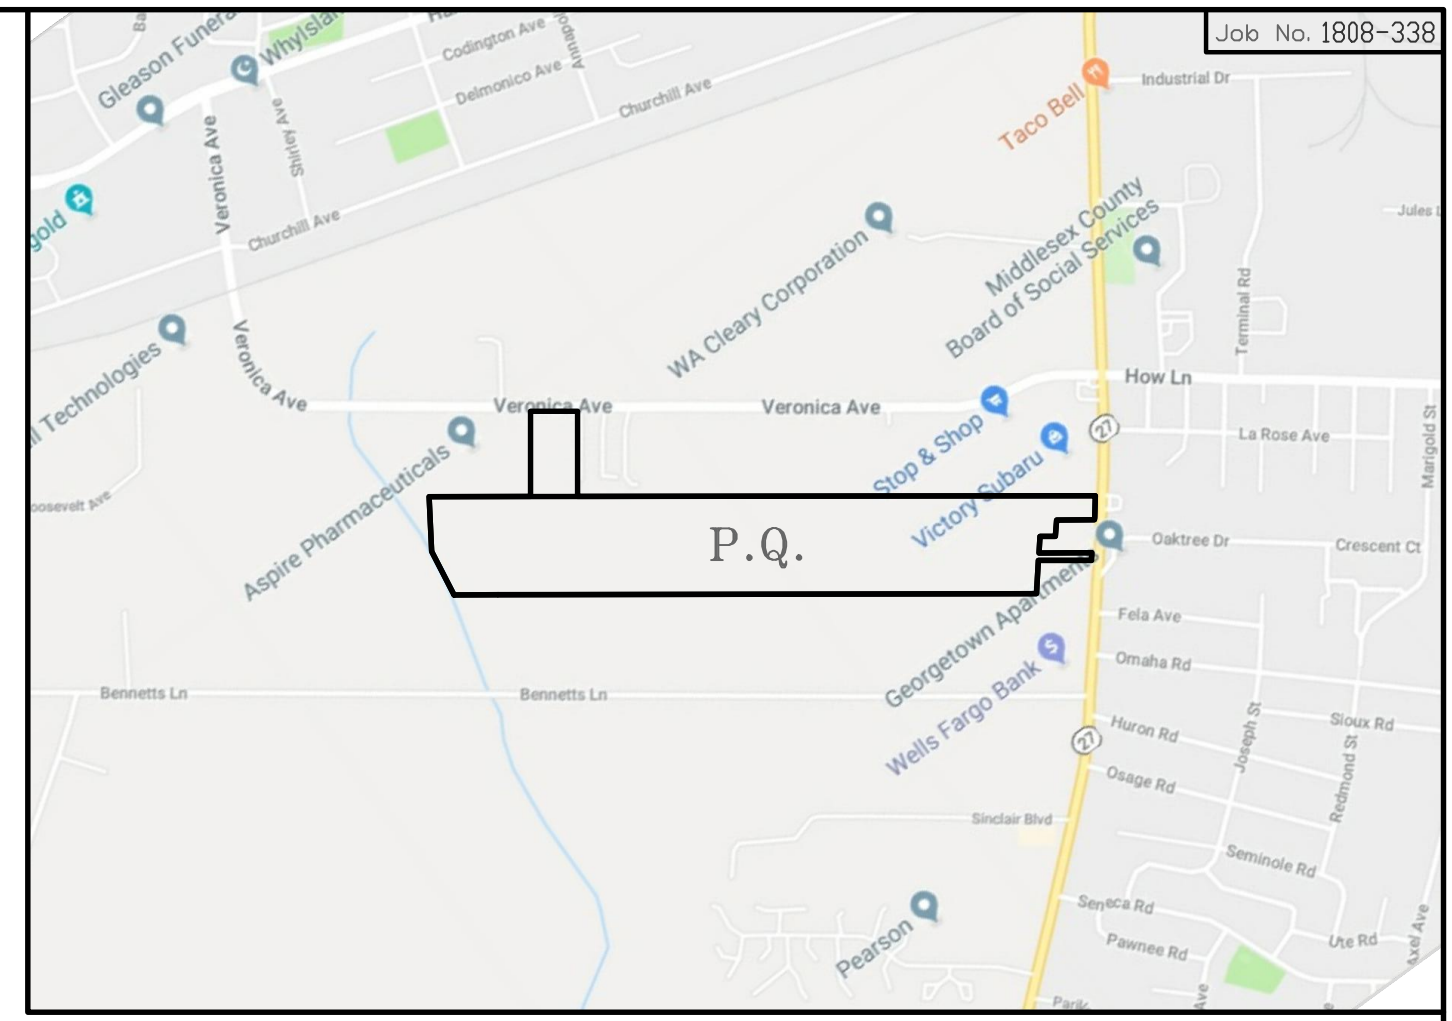 Job No. 1808-338
Gleason Funera
Codington Ave
Delmonico Ave
Churchill Ave
Taco Bell
Industrial Dr
Veronica Ave
Shirley Ave
Churchill Ave
gold
Middlesex County
Board of Social Services
Jules
WA Cleary Corporation
Terminal Rd
Technologies
Veronica Ave
How Ln
Veronica Ave
Veronica Ave
Stop & Shop
27
La Rose Ave
Marigold St
Victory Subaru
Aspire Pharmaceuticals
oosevelt Ave
P.Q.
Oaktree Dr
Crescent Ct
Georgetown Apartments
Fela Ave
Omaha Rd
Wells Fargo Bank
Bennetts Ln
Bennetts Ln
Joseph St
Sioux Rd
Huron Rd
27
Redmond St
Osage Rd
Sinclair Blvd
Seminole Rd
Seneca Rd
Pearson
Pawnee Rd
Ute Rd
Axel Ave
Ave